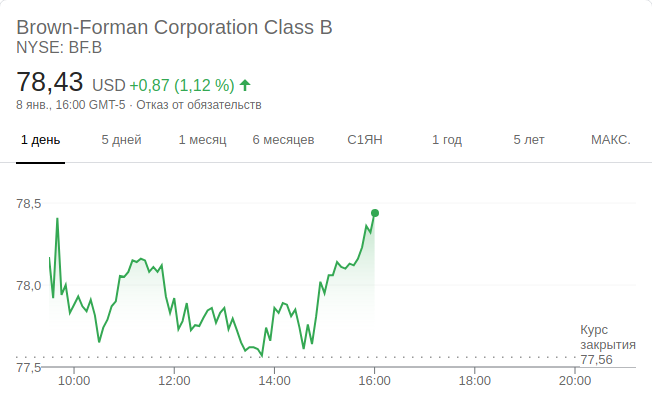 Brown-Forman Corporation Class B
NYSE: BF.B
78,43 USD +0,87 (1,12 %)
8 янв., 16:00 GMT-5 · Отказ от обязательств
1 день 5 дней 1 месяц 6 месяцев С1ЯН 1 год 5 лет МАКС.
78,5
78,0
77,5
Курс
закрытия
77,56
10:00 12:00 14:00 16:00 18:00 20:00